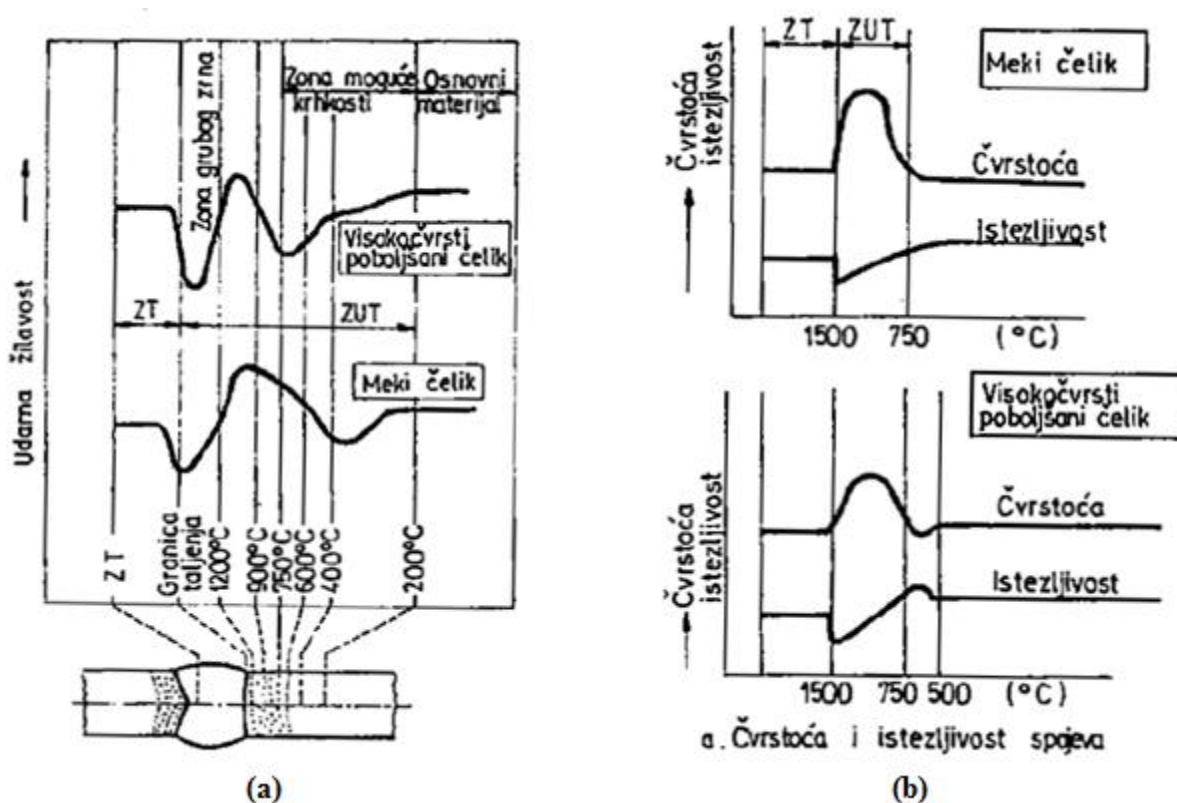 Zona moguće
krhkosti
Osnovni
materijal
Zona grubog zrna
Visokočvrsti
poboljšani čelik
ZT
ZUT
Meki čelik
Udarna žilavost
ZT
Granica
taljenja
1200°C
900°C
750°C
600°C
400°C
200°C
(a)
ZT
ZUT
Meki čelik
Čvrstoća
istezljivost
Čvrstoća
istezljivost
1500
750
(°C)
Visokočvrsti
poboljšani čelik
Čvrstoća
istezljivost
Čvrstoća
Istezljivost
1500
750
500
(°C)
a. Čvrstoća i istezljivost spojeva
(b)